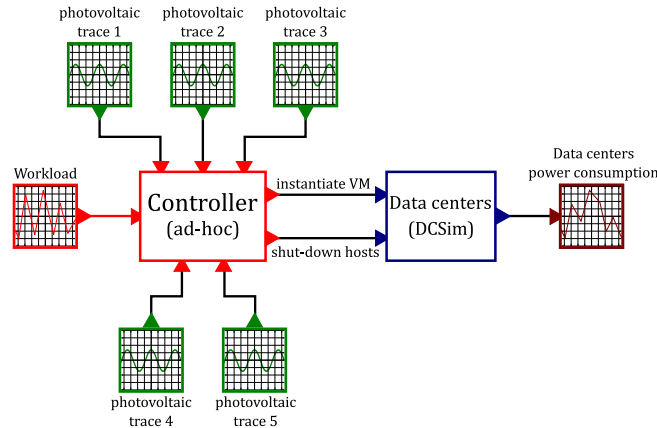 photovoltaic
trace 1
photovoltaic
trace 2
photovoltaic
trace 3
Workload
Controller
(ad-hoc)
instantiate VM
shut-down hosts
Data centers
(DCSim)
Data centers
power consumption
photovoltaic
trace 4
photovoltaic
trace 5